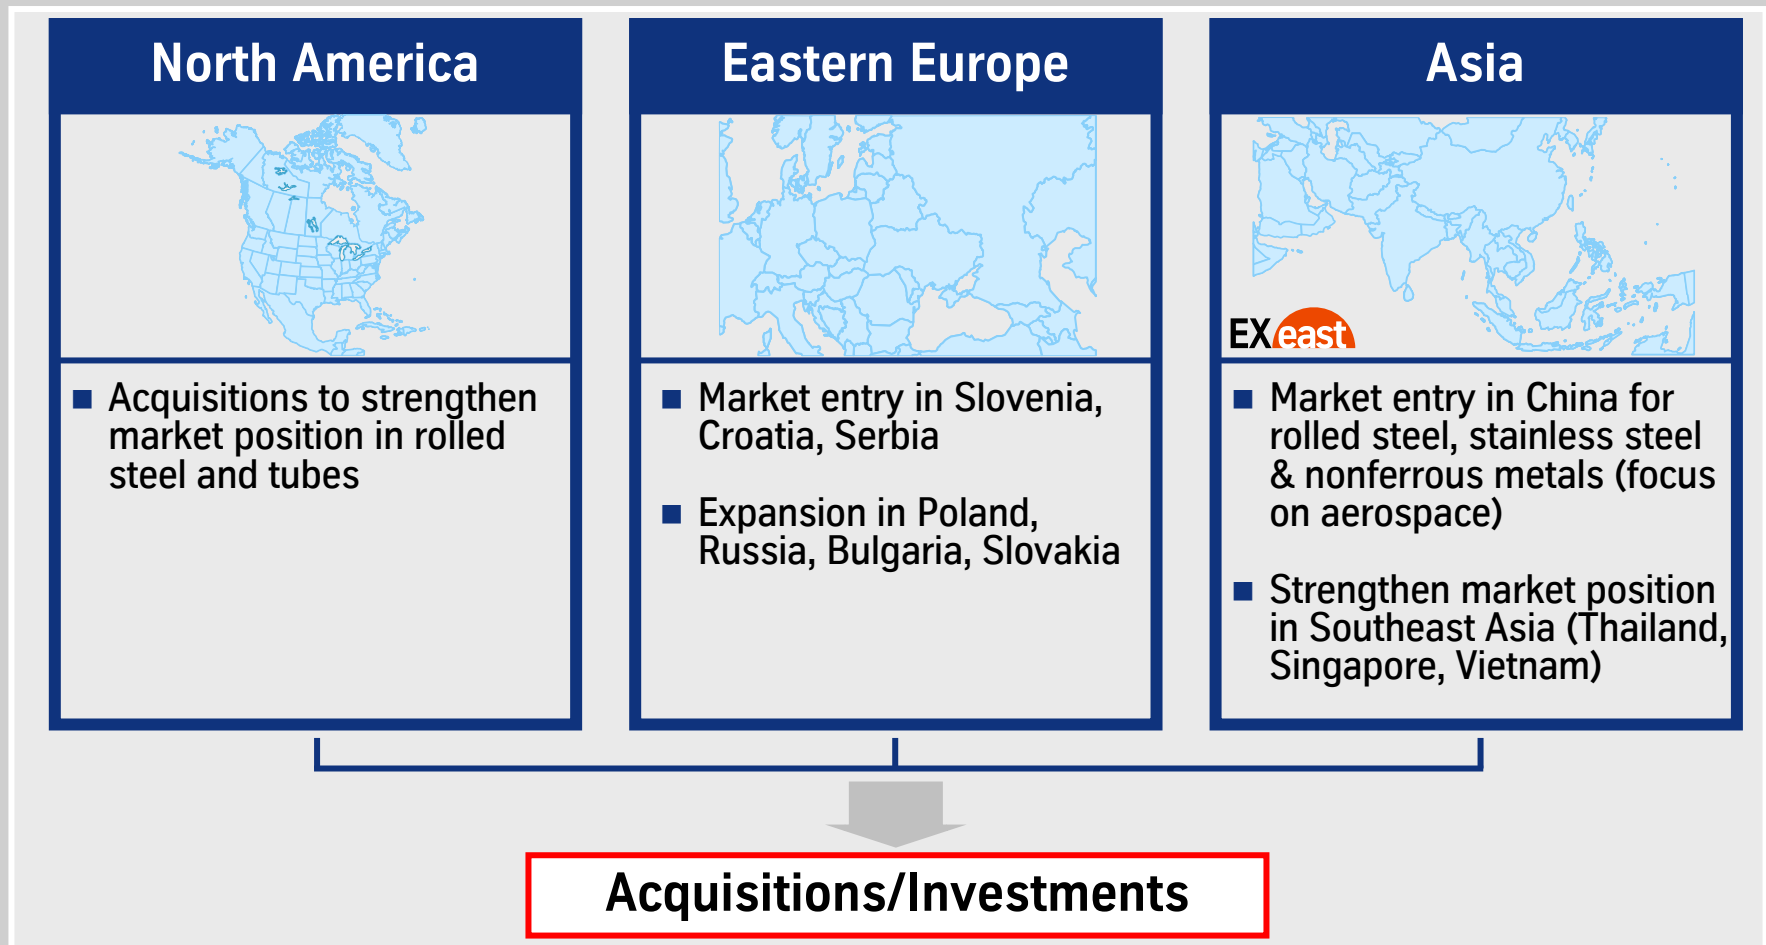 North America
Acquisitions to strengthen
market position in rolled
steel and tubes
Eastern Europe
Market entry in Slovenia,
Croatia, Serbia
Expansion in Poland,
Russia, Bulgaria, Slovakia
Asia
EXeast
Market entry in China for
rolled steel, stainless steel
& nonferrous metals (focus
on aerospace)
Strengthen market position
in Southeast Asia (Thailand,
Singapore, Vietnam)
Acquisitions/Investments